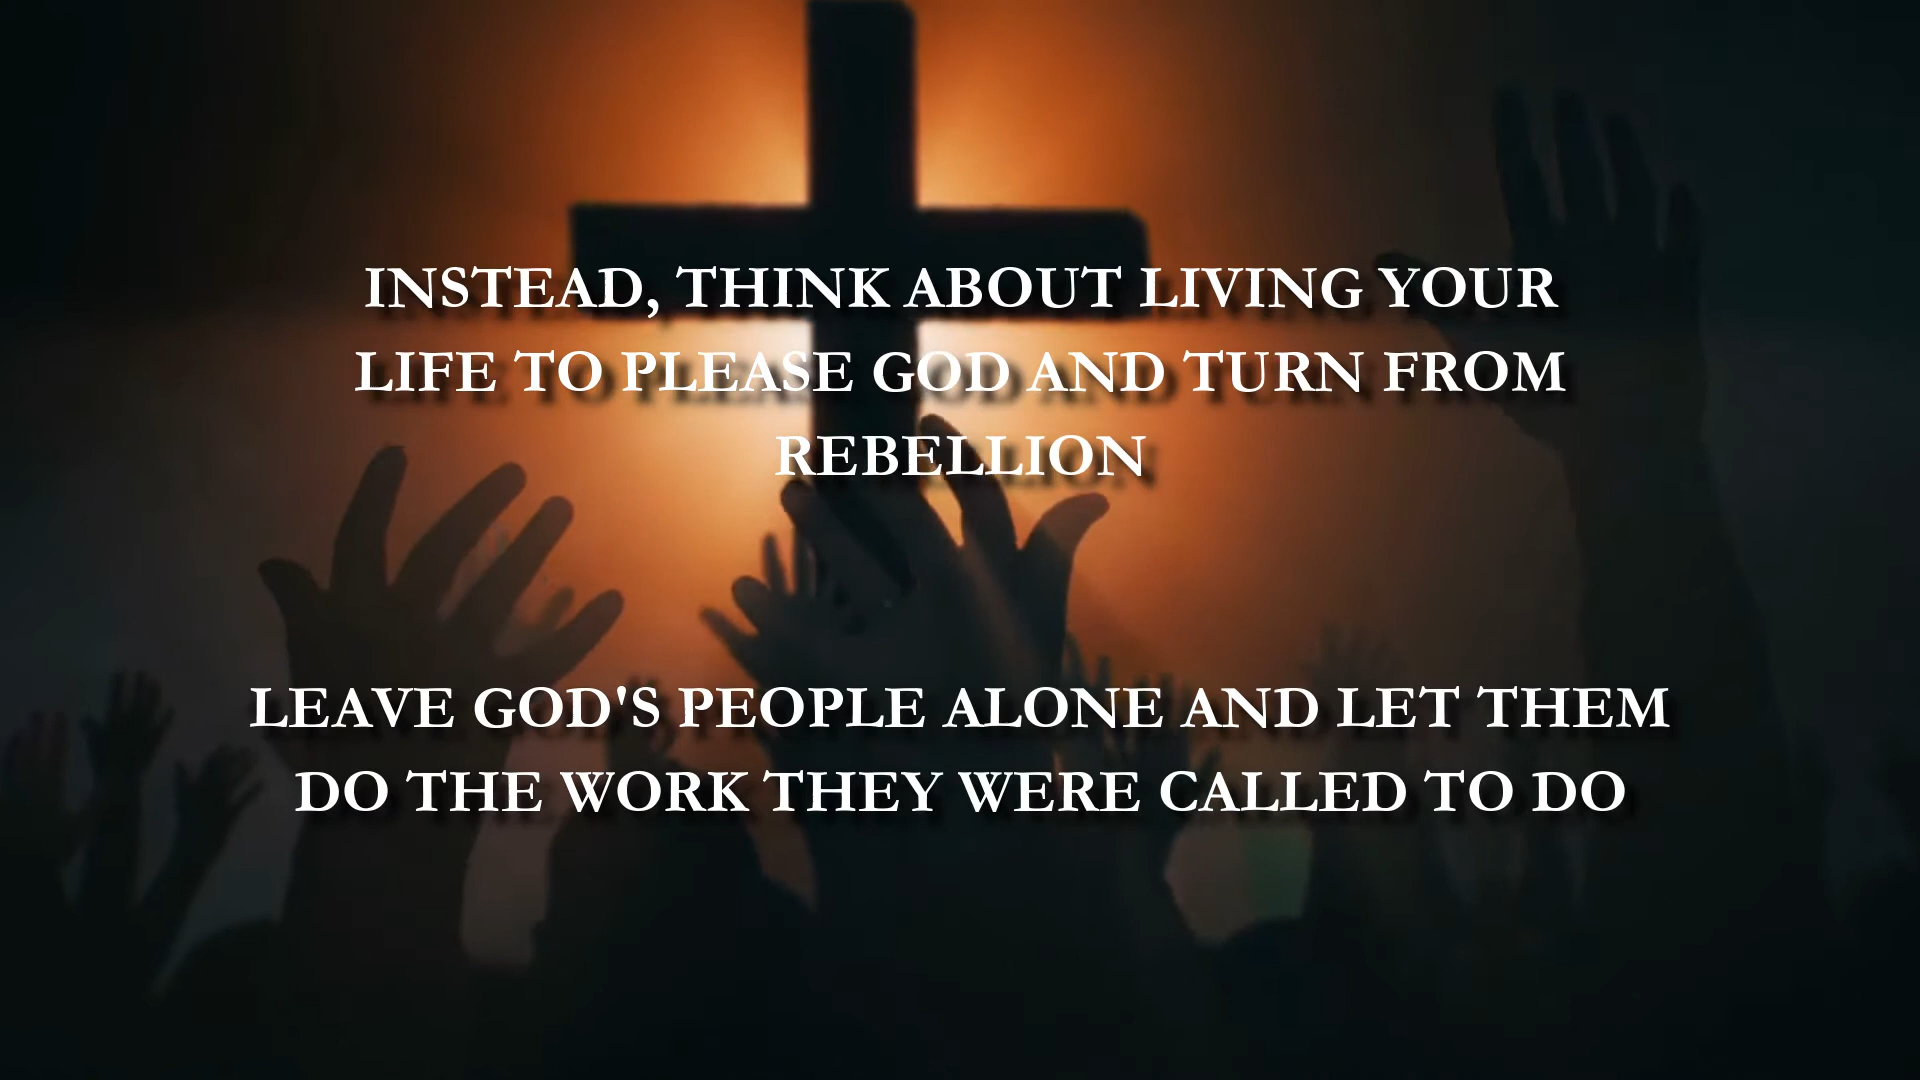 INSTEAD, THINK ABOUT LIVING YOUR
LIFE TO PLEASE GOD AND TURN FROM
REBELLION
LEAVE GOD'S PEOPLE ALONE AND LET THEM
DO THE WORK THEY WERE CALLED TO DO